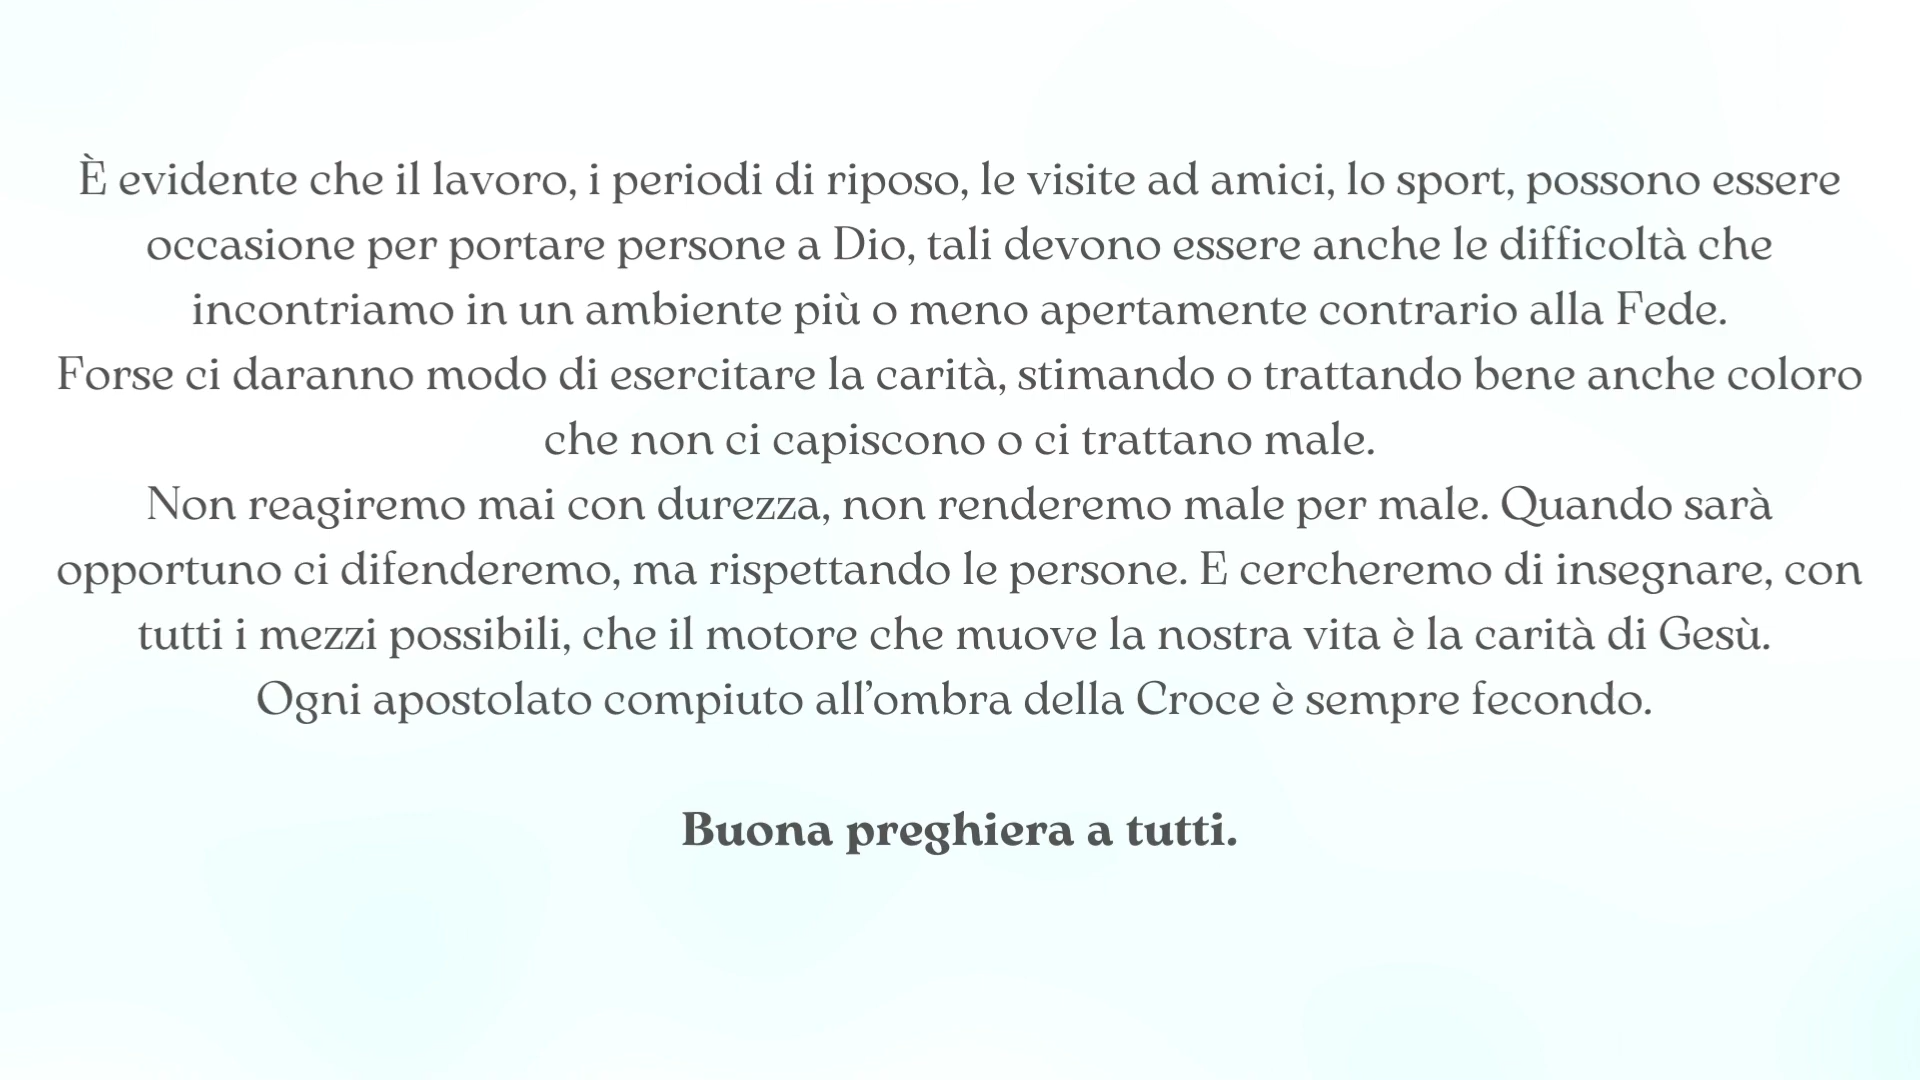 È evidente che il lavoro, i periodi di riposo, le visite ad amici, lo sport, possono essere
occasione per portare persone a Dio, tali devono essere anche le difficoltà che
incontriamo in un ambiente più o meno apertamente contrario alla Fede.
Forse ci daranno modo di esercitare la carità, stimando o trattando bene anche coloro
che non ci capiscono o ci trattano male.
Non reagiremo mai con durezza, non renderemo male per male. Quando sarà
opportuno ci difenderemo, ma rispettando le persone. E cercheremo di insegnare, con
tutti i mezzi possibili, che il motore che muove la nostra vita è la carità di Gesù.
Ogni apostolato compiuto all’ombra della Croce è sempre fecondo.
Buona preghiera a tutti.